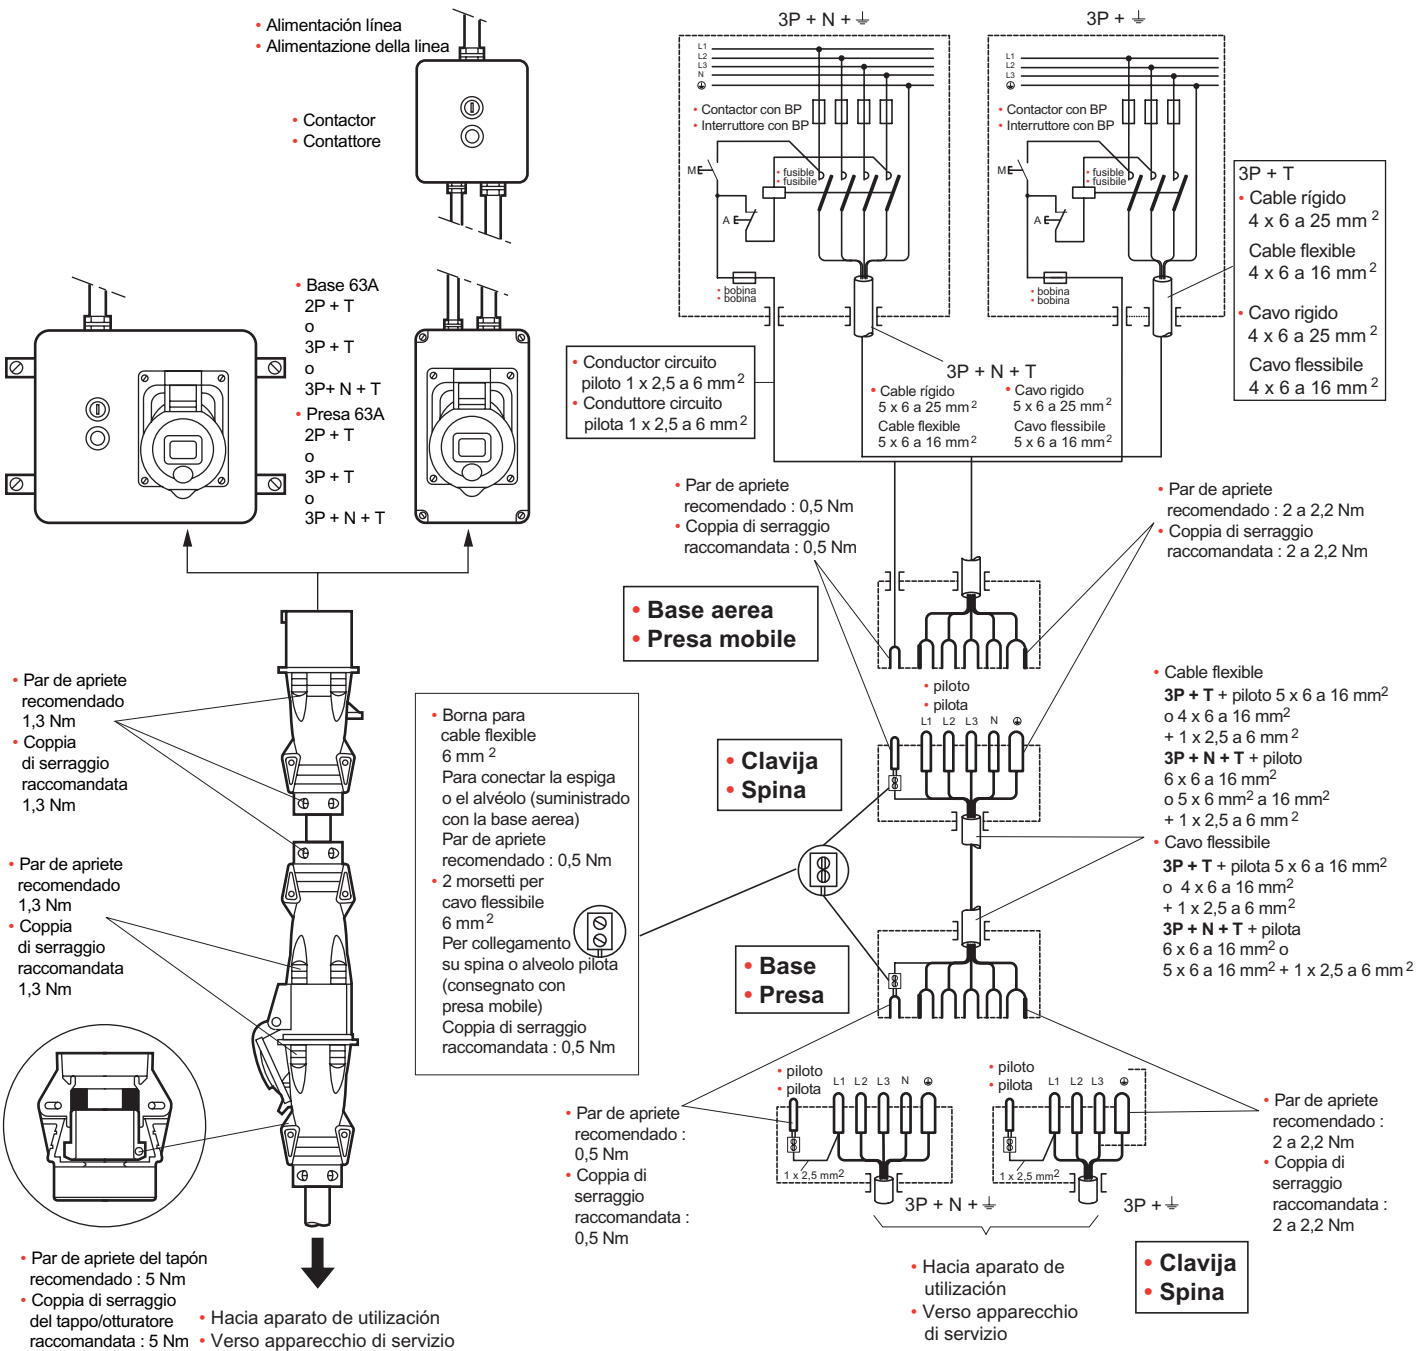 • Alimentación línea
• Alimentazione della linea
• Contactor
• Contattore
• Base 63A
2P + T
o
3P + T
o
3P+ N + T
• Presa 63A
2P + T
o
3P + T
o
3P + N + T
3P + N + ⏚
L1
L2
L3
N
• Contactor con BP
• Interruttore con BP
M
• fusible
• fusibile
A
• bobina
• bobina
3P + ⏚
L1
L2
L3
• Contactor con BP
• Interruttore con BP
M
• fusible
• fusibile
A
• bobina
• bobina
3P + T
• Cable rígido
4 x 6 a 25 mm²
Cable flexible
4 x 6 a 16 mm²
• Cavo rigido
4 x 6 a 25 mm²
Cavo flessibile
4 x 6 a 16 mm²
• Conductor circuito
piloto 1 x 2,5 a 6 mm²
• Conduttore circuito
pilota 1 x 2,5 a 6 mm²
3P + N + T
• Cable rígido
5 x 6 a 25 mm²
Cable flexible
5 x 6 a 16 mm²
• Cavo rigido
5 x 6 a 25 mm²
Cavo flessibile
5 x 6 a 16 mm²
• Par de apriete
recomendado : 0,5 Nm
• Coppia di serraggio
raccomandata : 0,5 Nm
• Par de apriete
recomendado : 2 a 2,2 Nm
• Coppia di serraggio
raccomandata : 2 a 2,2 Nm
• Base aerea
• Presa mobile
• Par de apriete
recomendado
1,3 Nm
• Coppia
di serraggio
raccomandata
1,3 Nm
• Par de apriete
recomendado
1,3 Nm
• Coppia
di serraggio
raccomandata
1,3 Nm
• Borna para
cable flexible
6 mm ²
Para conectar la espiga
o el alvéolo (suministrado
con la base aerea)
Par de apriete
recomendado : 0,5 Nm
• 2 morsetti per
cavo flessibile
6 mm ²
Per collegamento
su spina o alveolo pilota
(consegnato con
presa mobile)
Coppia di serraggio
raccomandata : 0,5 Nm
• piloto
• pilota
L1 L2 L3 N
• Clavija
• Spina
• Cable flexible
3P + T + piloto 5 x 6 a 16 mm²
o 4 x 6 a 16 mm²
+ 1 x 2,5 a 6 mm ²
3P + N + T + piloto
6 x 6 a 16 mm²
o 5 x 6 mm² a 16 mm²
+ 1 x 2,5 a 6 mm ²
• Cavo flessibile
3P + T + pilota 5 x 6 a 16 mm²
o 4 x 6 a 16 mm²
+ 1 x 2,5 a 6 mm²
3P + N + T + pilota
6 x 6 a 16 mm² o
5 x 6 a 16 mm² + 1 x 2,5 a 6 mm²
• Base
• Presa
• piloto
• pilota
L1 L2 L3 N
1 x 2,5 mm²
3P + N + ⏚
• piloto
• pilota
L1 L2 L3
1 x 2,5 mm²
3P + ⏚
• Par de apriete
recomendado :
0,5 Nm
• Coppia di
serraggio
raccomandata :
0,5 Nm
• Par de apriete
recomendado :
2 a 2,2 Nm
• Coppia di
serraggio
raccomandata :
2 a 2,2 Nm
• Clavija
• Spina
• Hacia aparato de
utilización
• Verso apparecchio
di servizio
• Par de apriete del tapón
recomendado : 5 Nm
• Coppia di serraggio
del tappo/otturatore
raccomandata : 5 Nm
• Hacia aparato de utilización
• Verso apparecchio di servizio